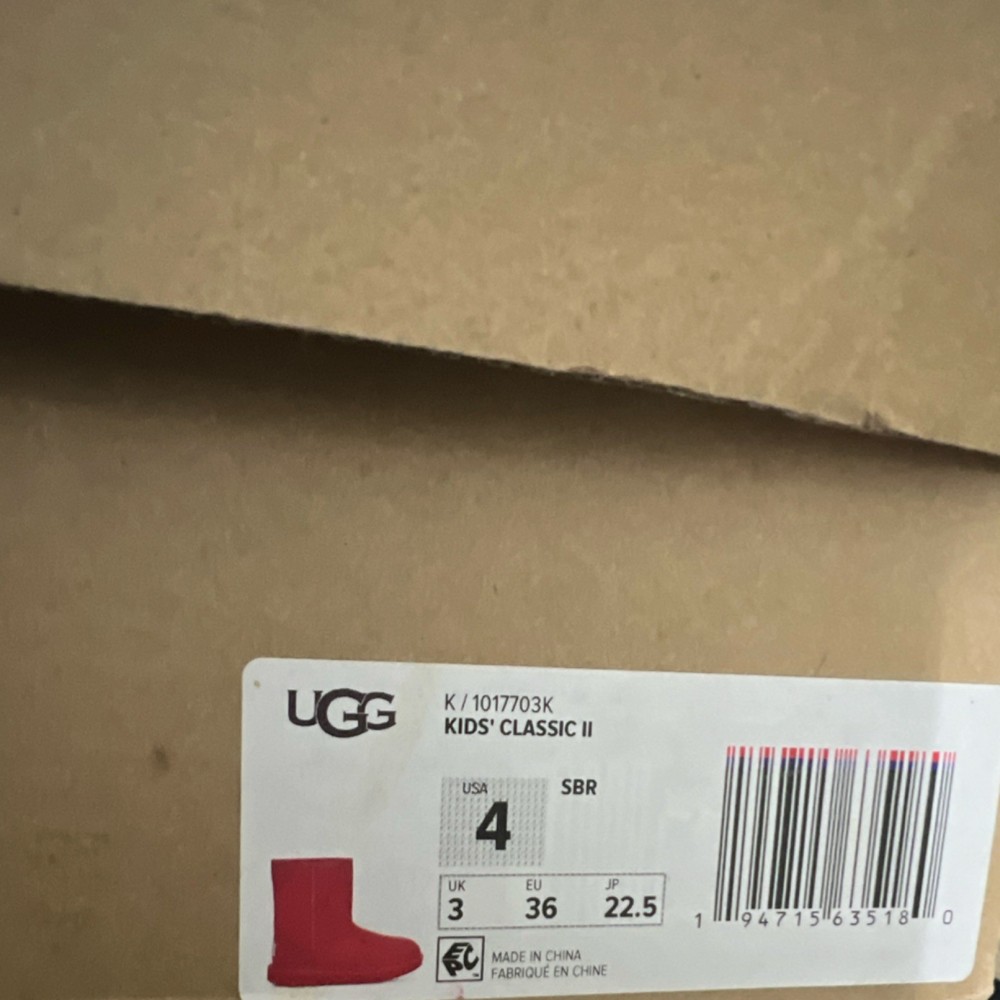 UGG
K / 1017703K
KIDS' CLASSIC II
USA
4
SBR
UK EU JP
3 36 22.5
1 94715 63518 0
EPC
MADE IN CHINA
FABRIQUÉ EN CHINE